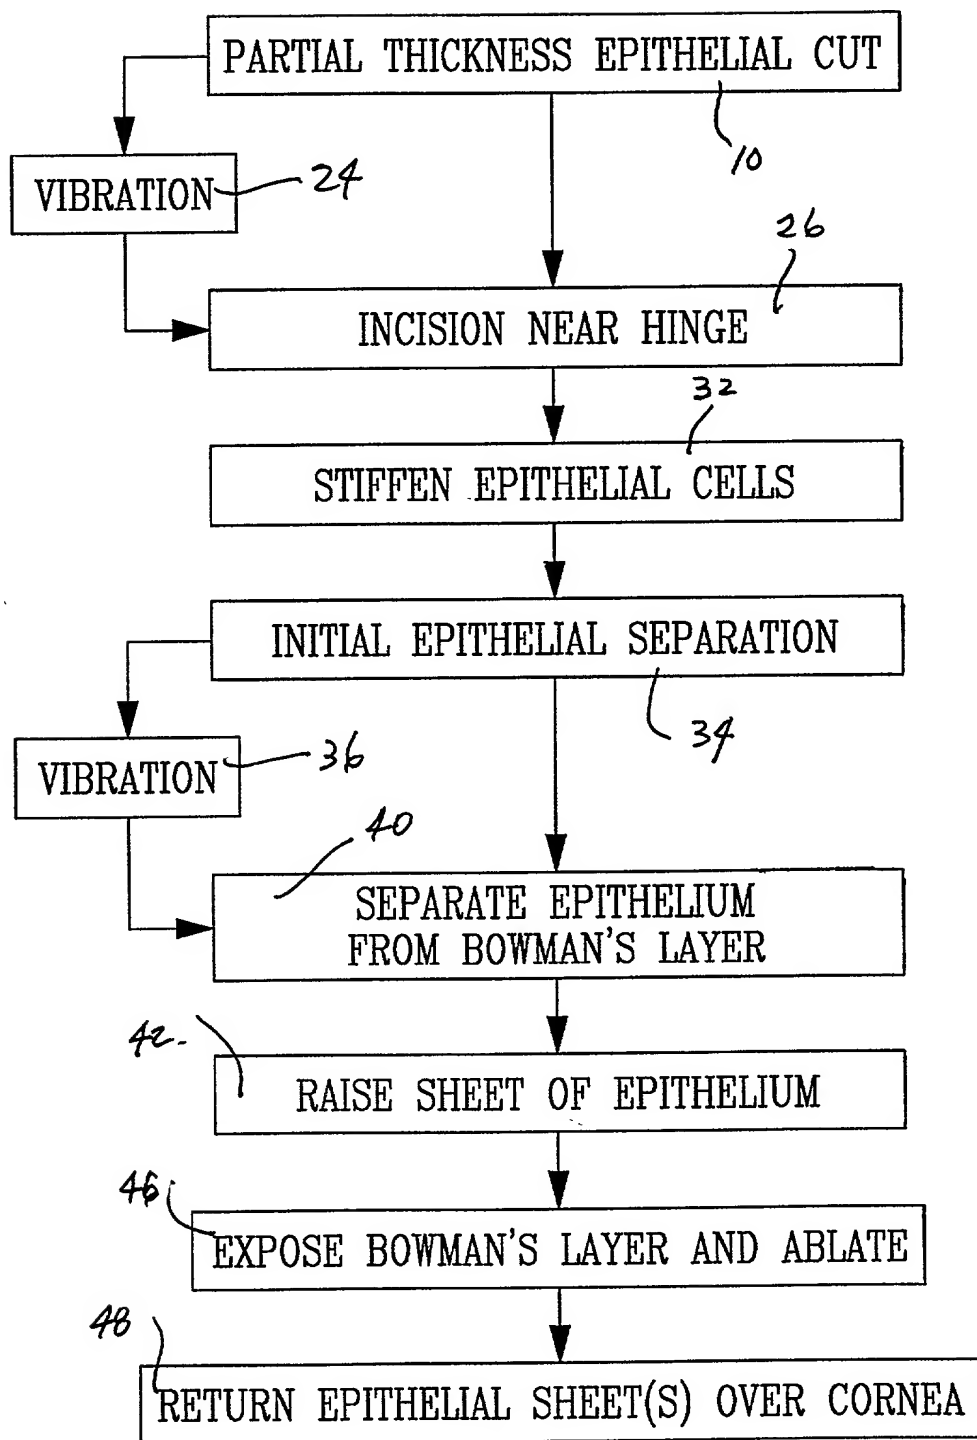 PARTIAL THICKNESS EPITHELIAL CUT
10
VIBRATION
24
26
INCISION NEAR HINGE
32
STIFFEN EPITHELIAL CELLS
INITIAL EPITHELIAL SEPARATION
34
VIBRATION
36
40
SEPARATE EPITHELIUM
FROM BOWMAN'S LAYER
42
RAISE SHEET OF EPITHELIUM
46
EXPOSE BOWMAN'S LAYER AND ABLATE
48
RETURN EPITHELIAL SHEET(S) OVER CORNEA